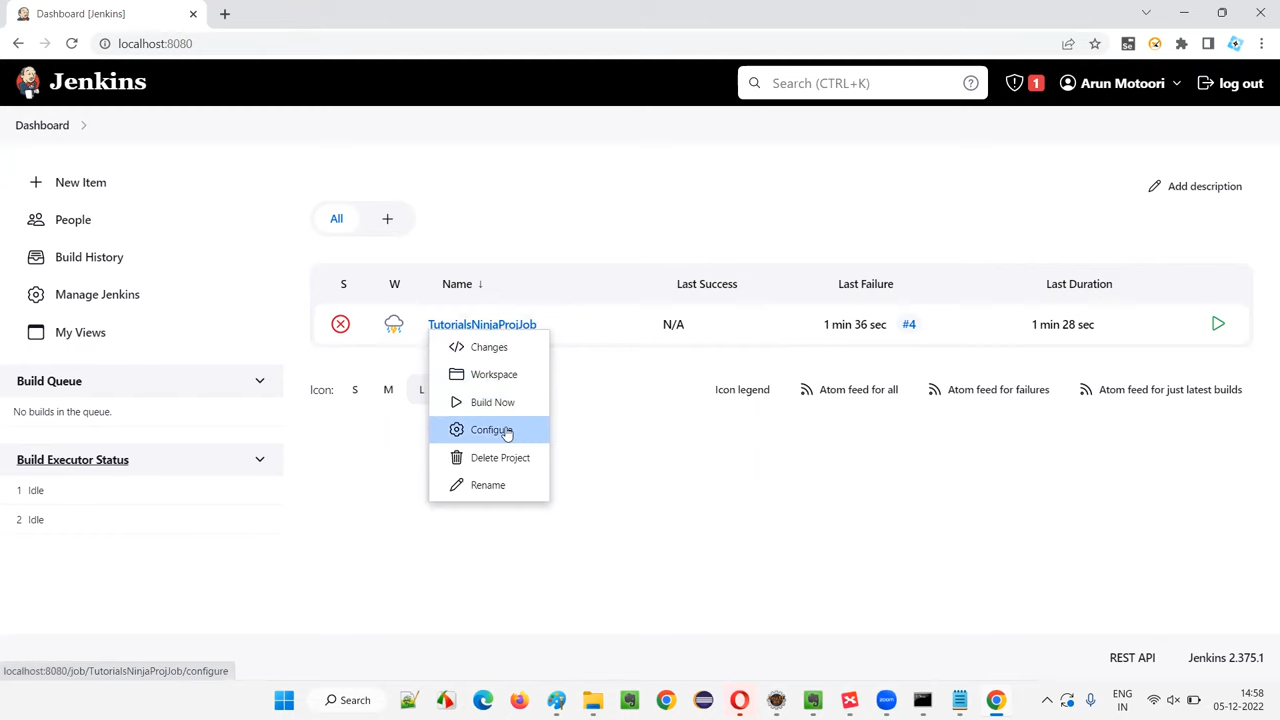 Dashboard [Jenkins]
localhost:8080
Jenkins
Search (CTRL+K)
1
Arun Motoori
log out
Dashboard
New Item
People
Build History
Manage Jenkins
My Views
Build Queue
No builds in the queue.
Build Executor Status
1 Idle
2 Idle
Add description
All
S W Name ↓ Last Success Last Failure Last Duration
TutorialsNinjaProjJob N/A 1 min 36 sec #4 1 min 28 sec
Changes
Workspace
Build Now
Configure
Delete Project
Rename
Icon: S M L
Icon legend
Atom feed for all
Atom feed for failures
Atom feed for just latest builds
REST API
Jenkins 2.375.1
localhost:8080/job/TutorialsNinjaProjJob/configure
Search
ENG
IN
14:58
05-12-2022